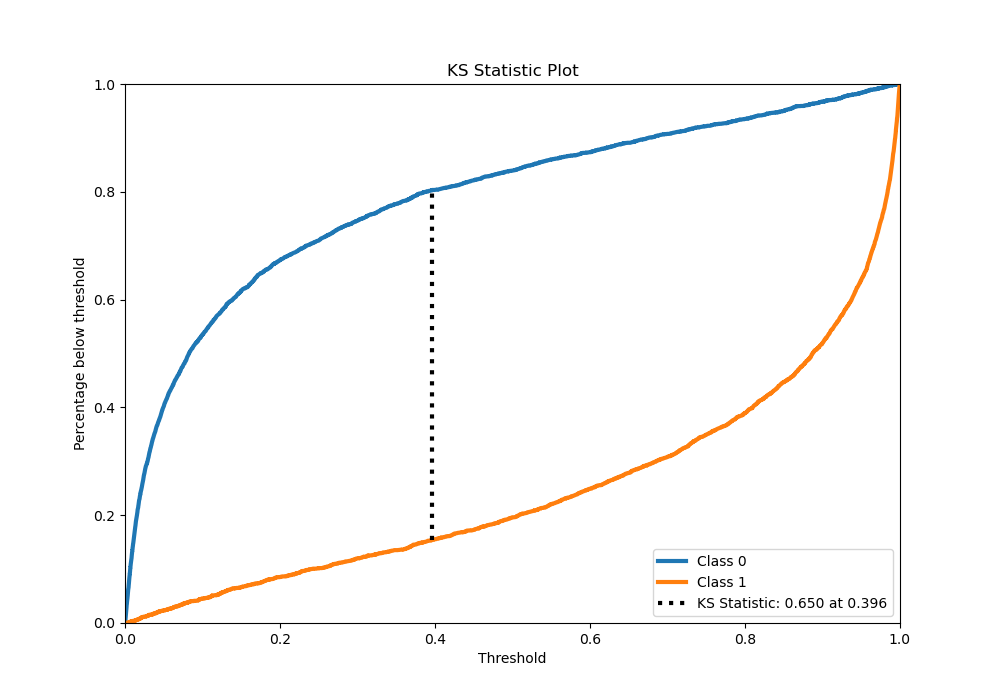 KS Statistic Plot
1.0
0.8
0.6
0.4
0.2
0.0
Percentage below threshold
0.0 0.2 0.4 0.6 0.8 1.0
Threshold
Class 0
Class 1
KS Statistic: 0.650 at 0.396